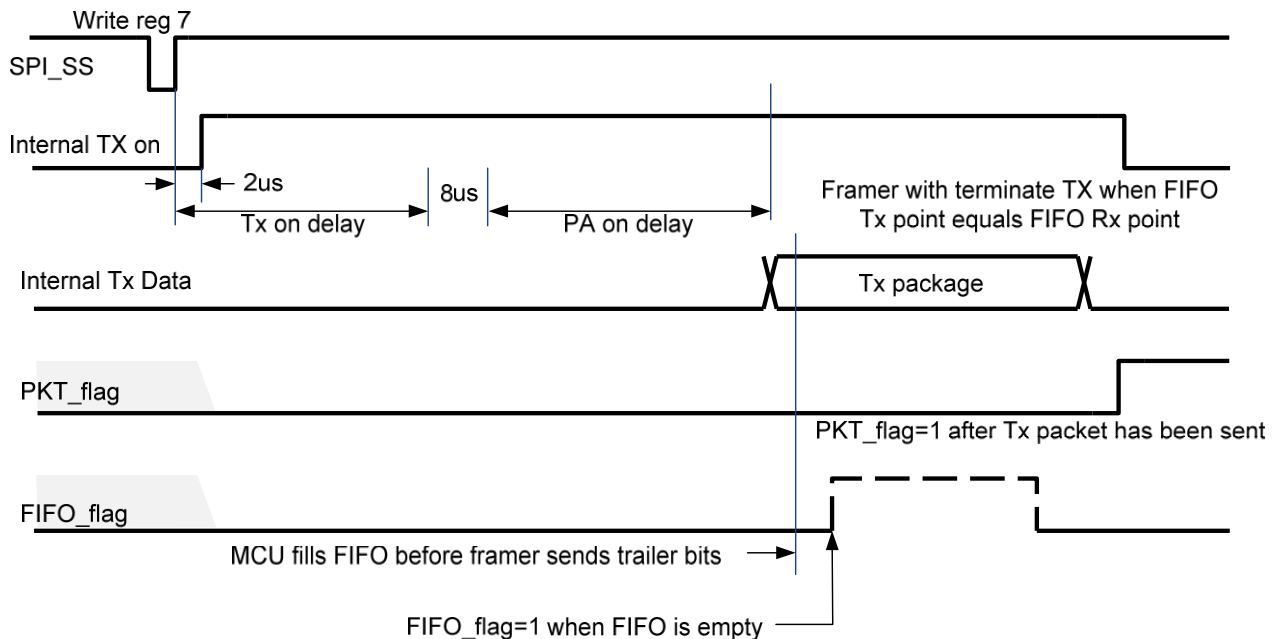 Write reg 7
SPI_SS
Internal TX on
2us
8us
Tx on delay
PA on delay
Framer with terminate TX when FIFO
Tx point equals FIFO Rx point
Internal Tx Data
Tx package
PKT_flag
PKT_flag=1 after Tx packet has been sent
FIFO_flag
MCU fills FIFO before framer sends trailer bits
FIFO_flag=1 when FIFO is empty